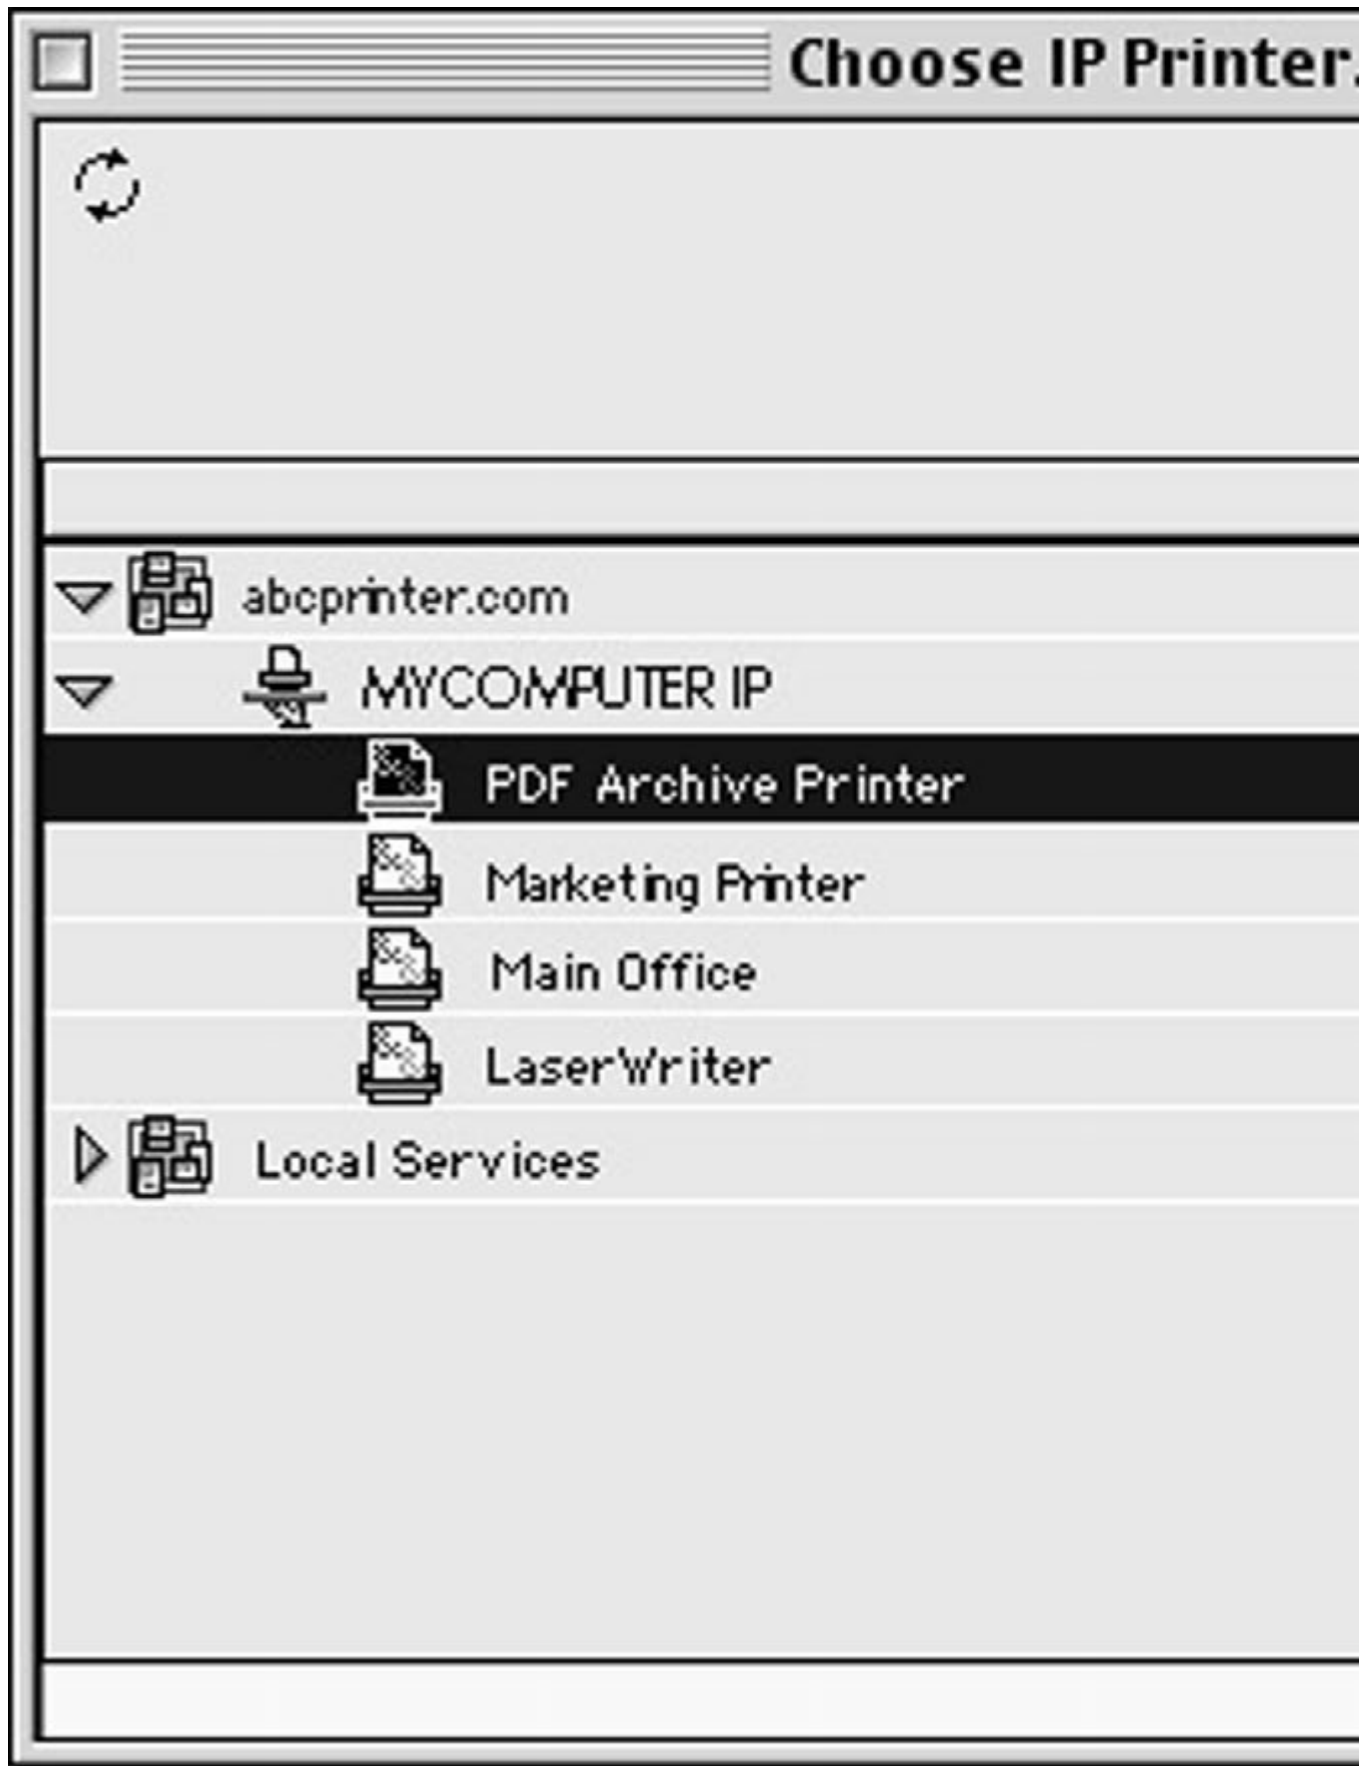 Choose IP Printer.
abcprinter.com
MYCOMPUTER IP
PDF Archive Printer
Marketing Printer
Main Office
LaserWriter
Local Services